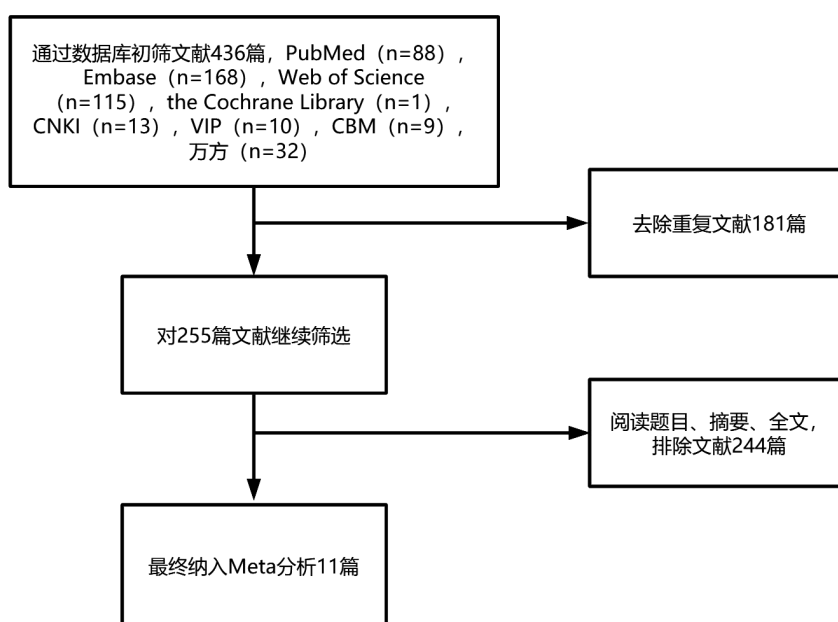 通过数据库初筛文献436篇，PubMed（n=88），
Embase（n=168），Web of Science
（n=115），the Cochrane Library（n=1），
CNKI（n=13），VIP（n=10），CBM（n=9），
万方（n=32）
去除重复文献181篇
对255篇文献继续筛选
阅读题目、摘要、全文，
排除文献244篇
最终纳入Meta分析11篇